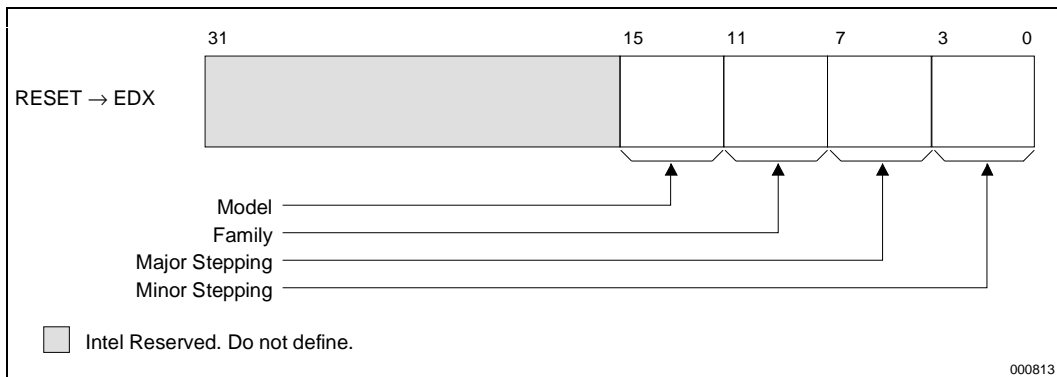 31 15 11 7 3 0
RESET → EDX
Model
Family
Major Stepping
Minor Stepping
Intel Reserved. Do not define.
000813